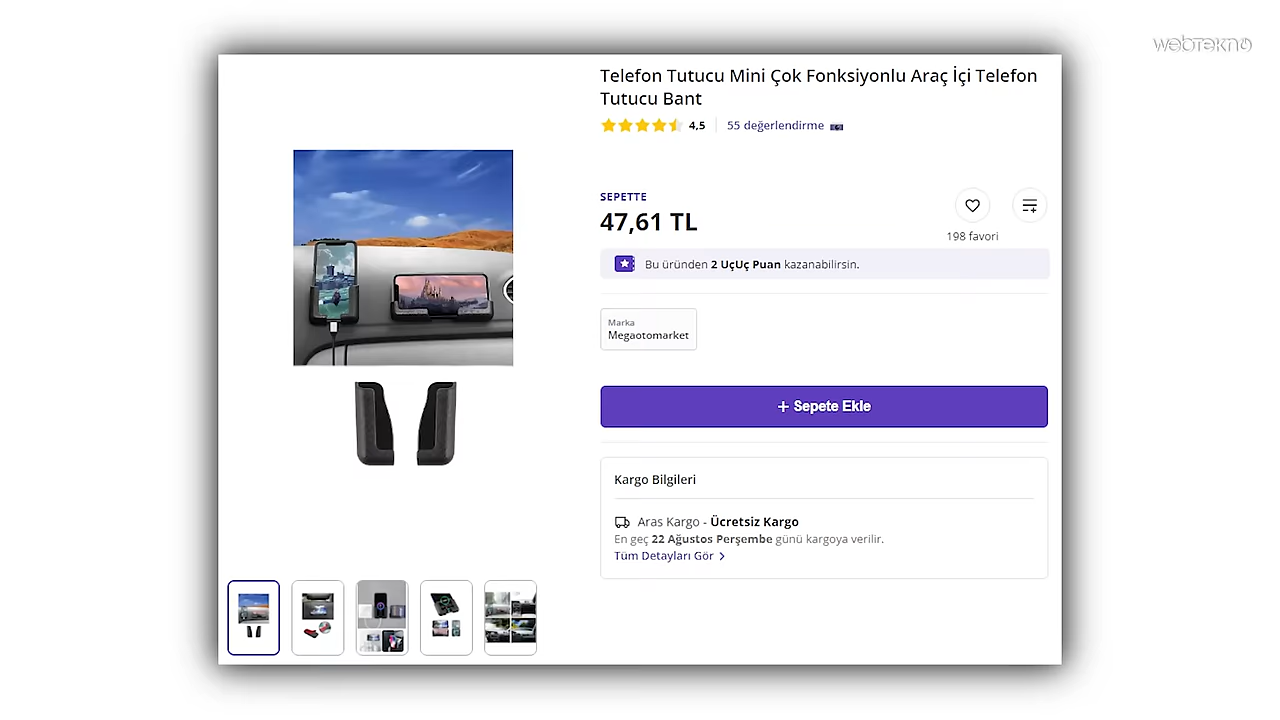 webtekno
Telefon Tutucu Mini Çok Fonksiyonlu Araç İçi Telefon
Tutucu Bant
4,5
55 değerlendirme
SEPETTE
47,61 TL
198 favori
Bu üründen 2 UçUç Puan kazanabilirsin.
Marka
Megaotomarket
+ Sepete Ekle
Kargo Bilgileri
Aras Kargo - Ücretsiz Kargo
En geç 22 Ağustos Perşembe günü kargoya verilir.
Tüm Detayları Gör >